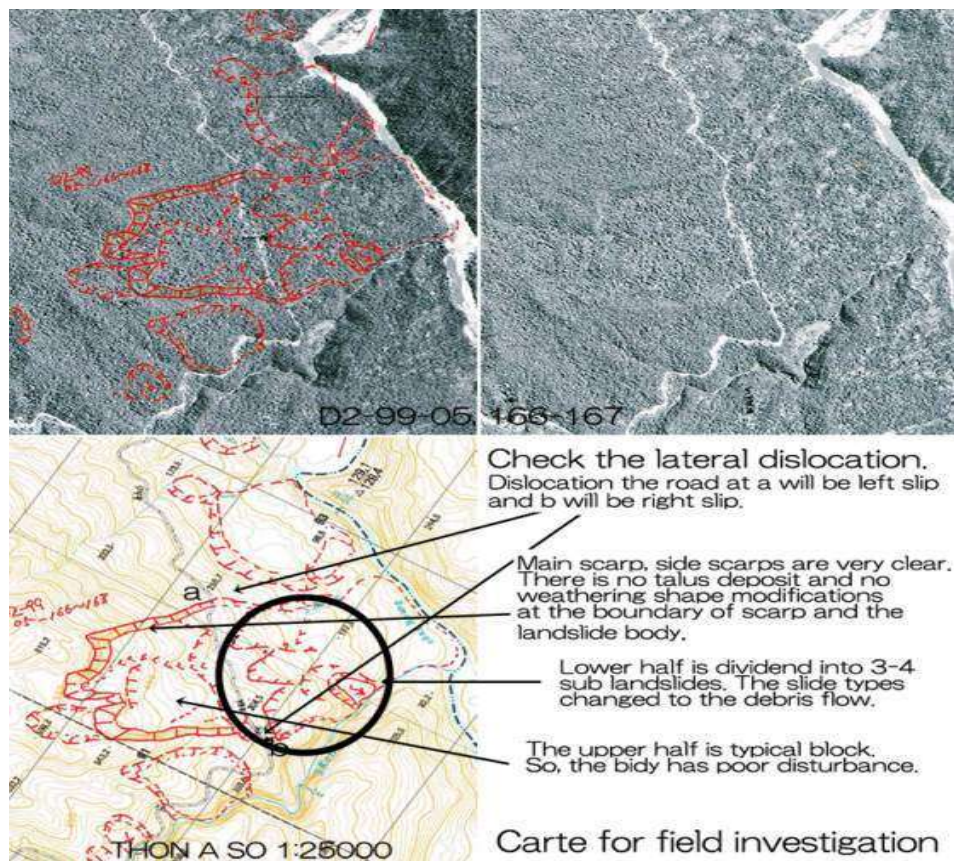 D2-99-05, 166-167
Check the lateral dislocation.
Dislocation the road at a will be left slip
and b will be right slip.
Main scarp, side scarps are very clear.
There is no talus deposit and no
weathering shape modifications
at the boundary of scarp and the
landslide body.
Lower half is dividend into 3-4
sub landslides. The slide types
changed to the debris flow.
The upper half is typical block.
So, the bidy has poor disturbance.
a
b
THON A SO 1:25000
Carte for field investigation